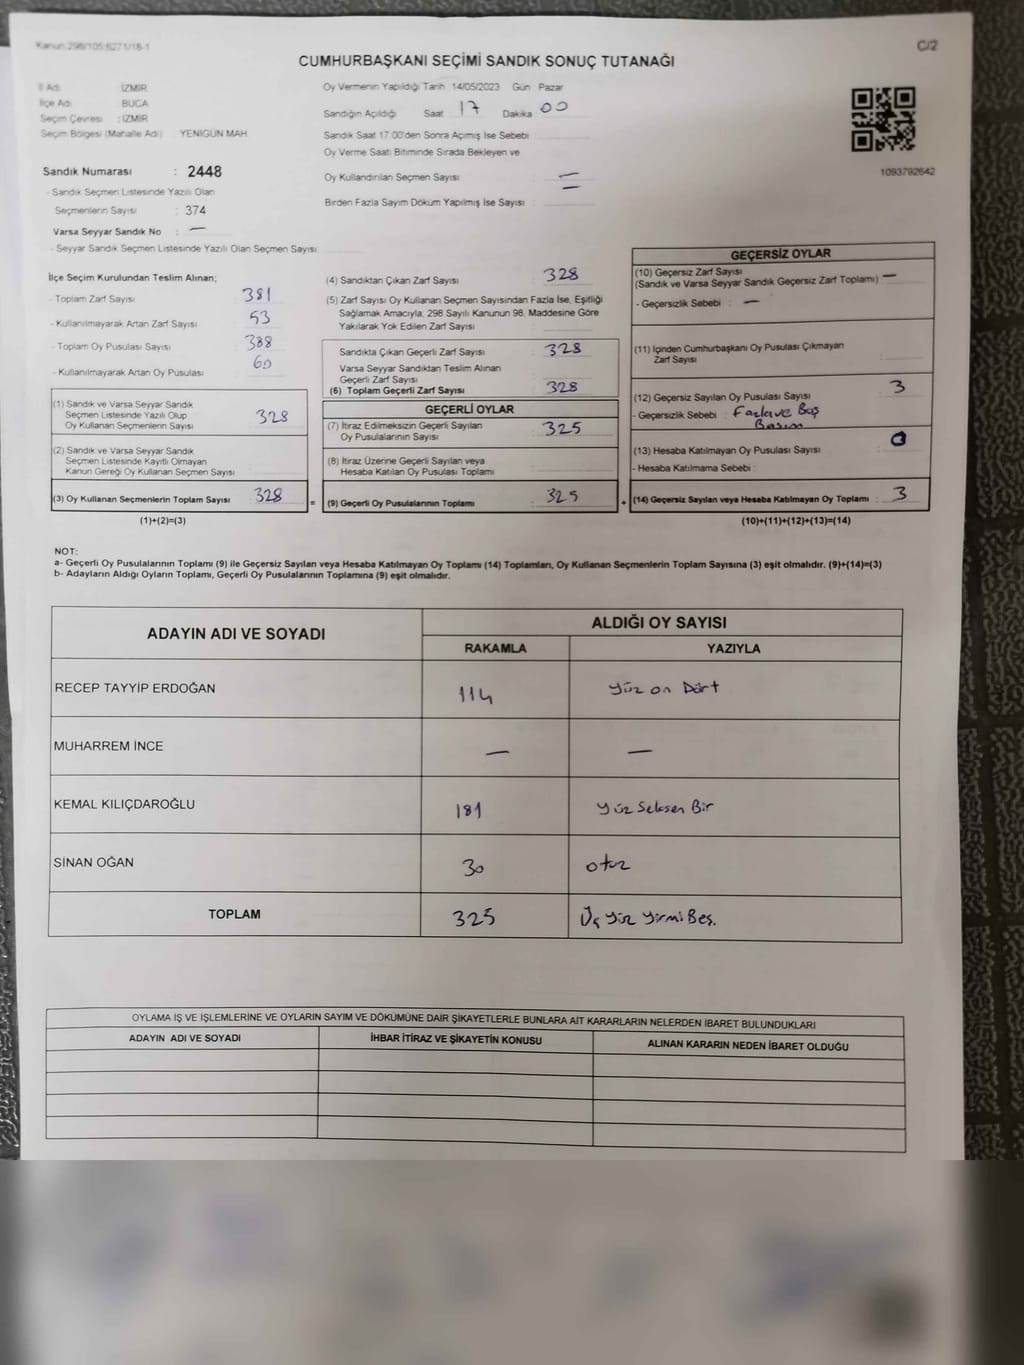 Kanun:298/105:6271/18-1
C/2
CUMHURBAŞKANI SEÇİMİ SANDIK SONUÇ TUTANAĞI
İl Adı : İZMİR
İlçe Adı : BUCA
Seçim Çevresi : İZMİR
Seçim Bölgesi (Mahalle Adı) : YENİGÜN MAH.
Oy Vermenin Yapıldığı Tarih 14/05/2023 Gün Pazar
Sandığın Açıldığı Saat 17 Dakika 00
Sandık Saat 17.00'den Sonra Açımış İse Sebebi
Oy Verme Saati Bitiminde Sırada Bekleyen ve
Oy Kullandırılan Seçmen Sayısı
Birden Fazla Sayım Döküm Yapılmış İse Sayısı
1093792642
Sandık Numarası : 2448
- Sandık Seçmen Listesinde Yazılı Olan
Seçmenlerin Sayısı : 374
Varsa Seyyar Sandık No : —
- Seyyar Sandık Seçmen Listesinde Yazılı Olan Seçmen Sayısı:
İlçe Seçim Kurulundan Teslim Alınan;
- Toplam Zarf Sayısı 381
- Kullanılmayarak Artan Zarf Sayısı 53
- Toplam Oy Pusulası Sayısı 388
- Kullanılmayarak Artan Oy Pusulası 60
(1) Sandık ve Varsa Seyyar Sandık
Seçmen Listesinde Yazılı Olup
Oy Kullanan Seçmenlerin Sayısı 328
(2) Sandık ve Varsa Seyyar Sandık
Seçmen Listesinde Kayıtlı Olmayan
Kanun Gereği Oy Kullanan Seçmen Sayısı
(3) Oy Kullanan Seçmenlerin Toplam Sayısı 328 =
(1)+(2)=(3)
(4) Sandıktan Çıkan Zarf Sayısı 328
(5) Zarf Sayısı Oy Kullanan Seçmen Sayısından Fazla İse, Eşitliği
Sağlamak Amacıyla, 298 Sayılı Kanunun 98. Maddesine Göre
Yakılarak Yok Edilen Zarf Sayısı
Sandıkta Çıkan Geçerli Zarf Sayısı 328
Varsa Seyyar Sandıktan Teslim Alınan
Geçerli Zarf Sayısı
(6) Toplam Geçerli Zarf Sayısı 328
GEÇERLİ OYLAR
(7) İtiraz Edilmeksizin Geçerli Sayılan
Oy Pusulalarının Sayısı 325
(8) İtiraz Üzerine Geçerli Sayılan veya
Hesaba Katılan Oy Pusulası Toplamı
(9) Geçerli Oy Pusulalarının Toplamı 325 +
GEÇERSİZ OYLAR
(10) Geçersiz Zarf Sayısı
(Sandık ve Varsa Seyyar Sandık Geçersiz Zarf Toplamı) —
- Geçersizlik Sebebi : —
(11) İçinden Cumhurbaşkanı Oy Pusulası Çıkmayan
Zarf Sayısı
(12) Geçersiz Sayılan Oy Pusulası Sayısı : 3
- Geçersizlik Sebebi : Fazla ve Boş
Basım
(13) Hesaba Katılmayan Oy Pusulası Sayısı : 0
- Hesaba Katılmama Sebebi
(14) Geçersiz Sayılan veya Hesaba Katılmayan Oy Toplamı : 3
(10)+(11)+(12)+(13)=(14)
NOT:
a- Geçerli Oy Pusulalarının Toplamı (9) ile Geçersiz Sayılan veya Hesaba Katılmayan Oy Toplamı (14) Toplamları, Oy Kullanan Seçmenlerin Toplam Sayısına (3) eşit olmalıdır. (9)+(14)=(3)
b- Adayların Aldığı Oyların Toplamı, Geçerli Oy Pusulalarının Toplamına (9) eşit olmalıdır.
ADAYIN ADI VE SOYADI
ALDIĞI OY SAYISI
RAKAMLA YAZIYLA
RECEP TAYYİP ERDOĞAN 114 Yüz on Dört
MUHARREM İNCE — —
KEMAL KILIÇDAROĞLU 181 Yüz Seksen Bir
SİNAN OĞAN 30 otuz
TOPLAM 325 Üç Yüz Yirmi Beş.
OYLAMA İŞ VE İŞLEMLERİNE VE OYLARIN SAYIM VE DÖKÜMÜNE DAİR ŞİKAYETLERLE BUNLARA AİT KARARLARIN NELERDEN İBARET BULUNDUKLARI
ADAYIN ADI VE SOYADI İHBAR İTİRAZ VE ŞİKAYETİN KONUSU ALINAN KARARIN NEDEN İBARET OLDUĞU